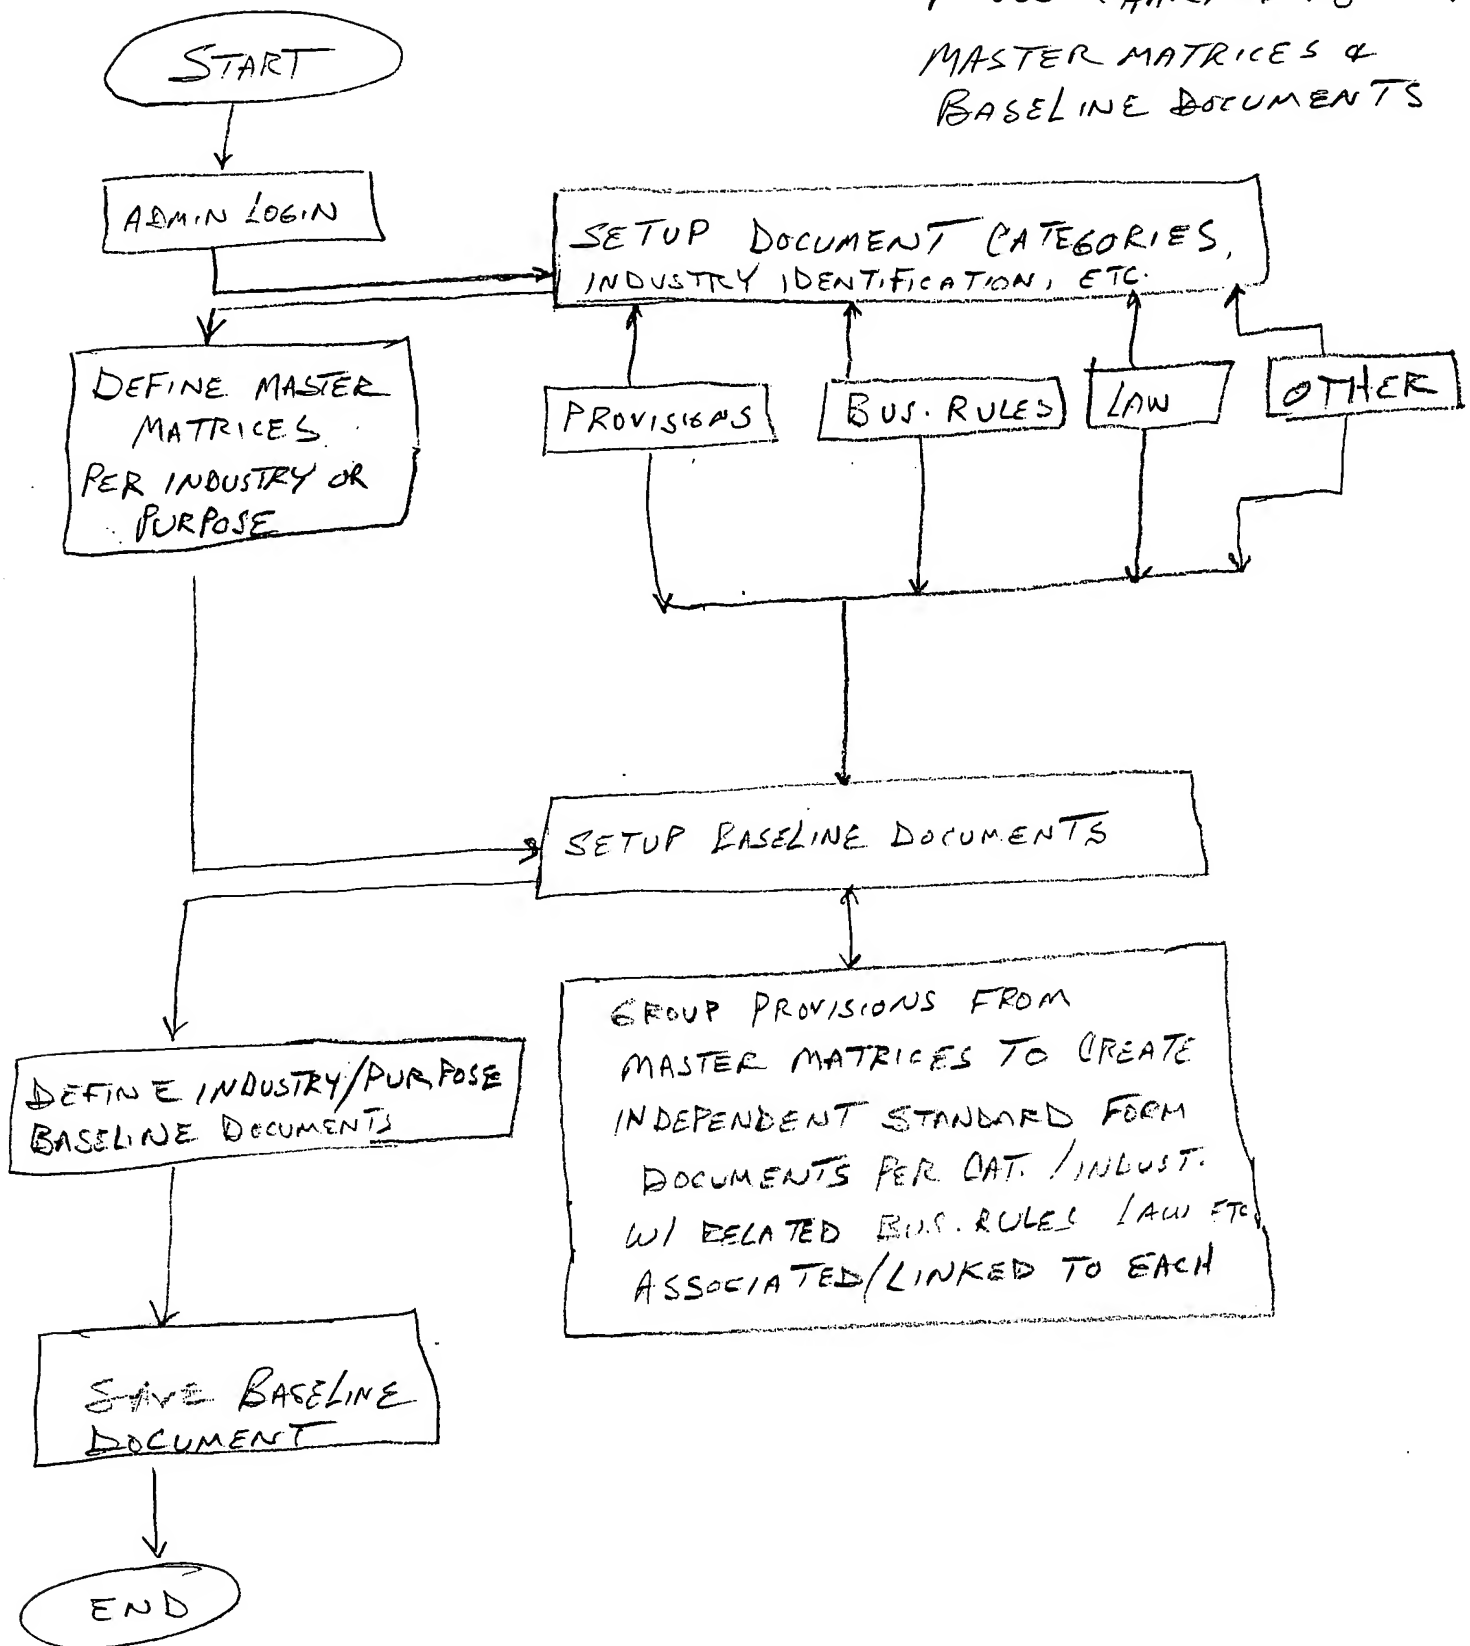 MASTER MATRICES &
BASELINE DOCUMENTS
START
ADMIN LOGIN
SETUP DOCUMENT CATEGORIES,
INDUSTRY IDENTIFICATION, ETC.
DEFINE MASTER
MATRICES
PER INDUSTRY OR
PURPOSE
PROVISIONS
BUS. RULES
LAW
OTHER
SETUP BASELINE DOCUMENTS
GROUP PROVISIONS FROM
MASTER MATRICES TO CREATE
INDEPENDENT STANDARD FORM
DOCUMENTS PER CAT. / INDUST.
W/ RELATED BUS. RULES LAW ETC.
ASSOCIATED/LINKED TO EACH
DEFINE INDUSTRY/PURPOSE
BASELINE DOCUMENTS
SAVE BASELINE
DOCUMENT
END